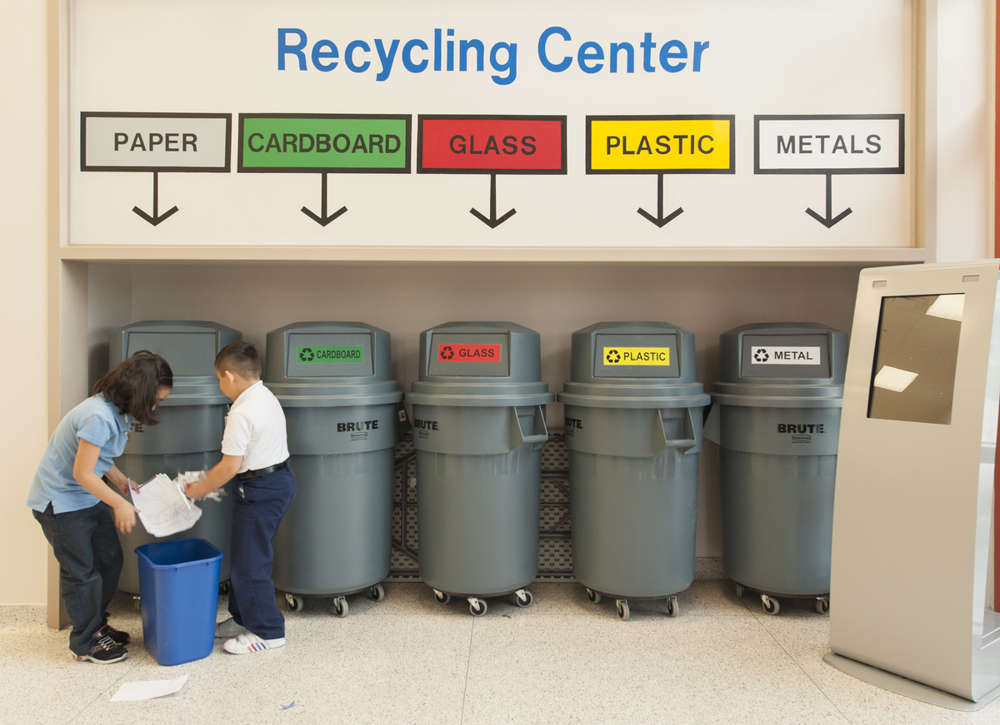 Recycling Center
PAPER
CARDBOARD
GLASS
PLASTIC
METALS
CARDBOARD
GLASS
PLASTIC
METAL
BRUTE
BRUTE
BRUTE
BRUTE